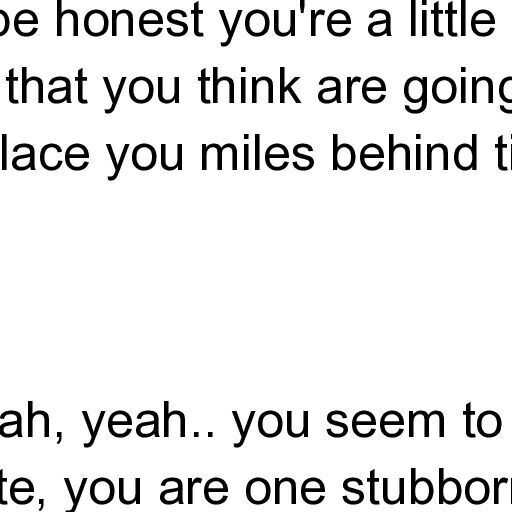 be honest you're a little
that you think are going
lace you miles behind ti
ah, yeah.. you seem to
te, you are one stubborn